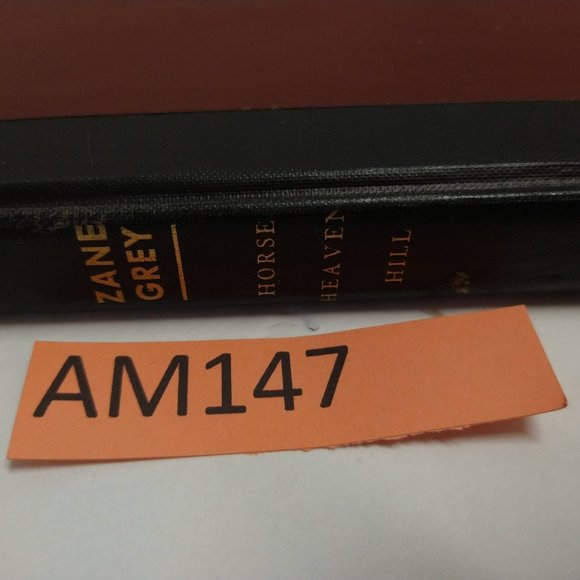 ZANE
GREY
HORSE
HEAVEN
HILL
AM147